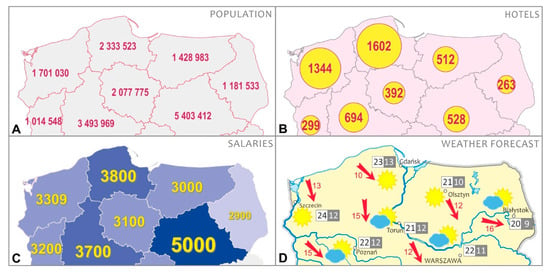 POPULATION
2 333 523
1 428 983
1 701 030
1 181 533
2 077 775
1 014 548
3 493 969
5 403 412
A
HOTELS
1602
1344
512
263
392
694
528
299
B
SALARIES
3800
3000
3309
2900
3100
3200
3700
5000
C
WEATHER FORECAST
23 13
Gdańsk
10
13
21 10
Olsztyn
Szczecin
24 12
15
12
Białystok
21 12
Toruń
20 9
16
22 12
Poznań
15
12
22 11
WARSZAWA
D